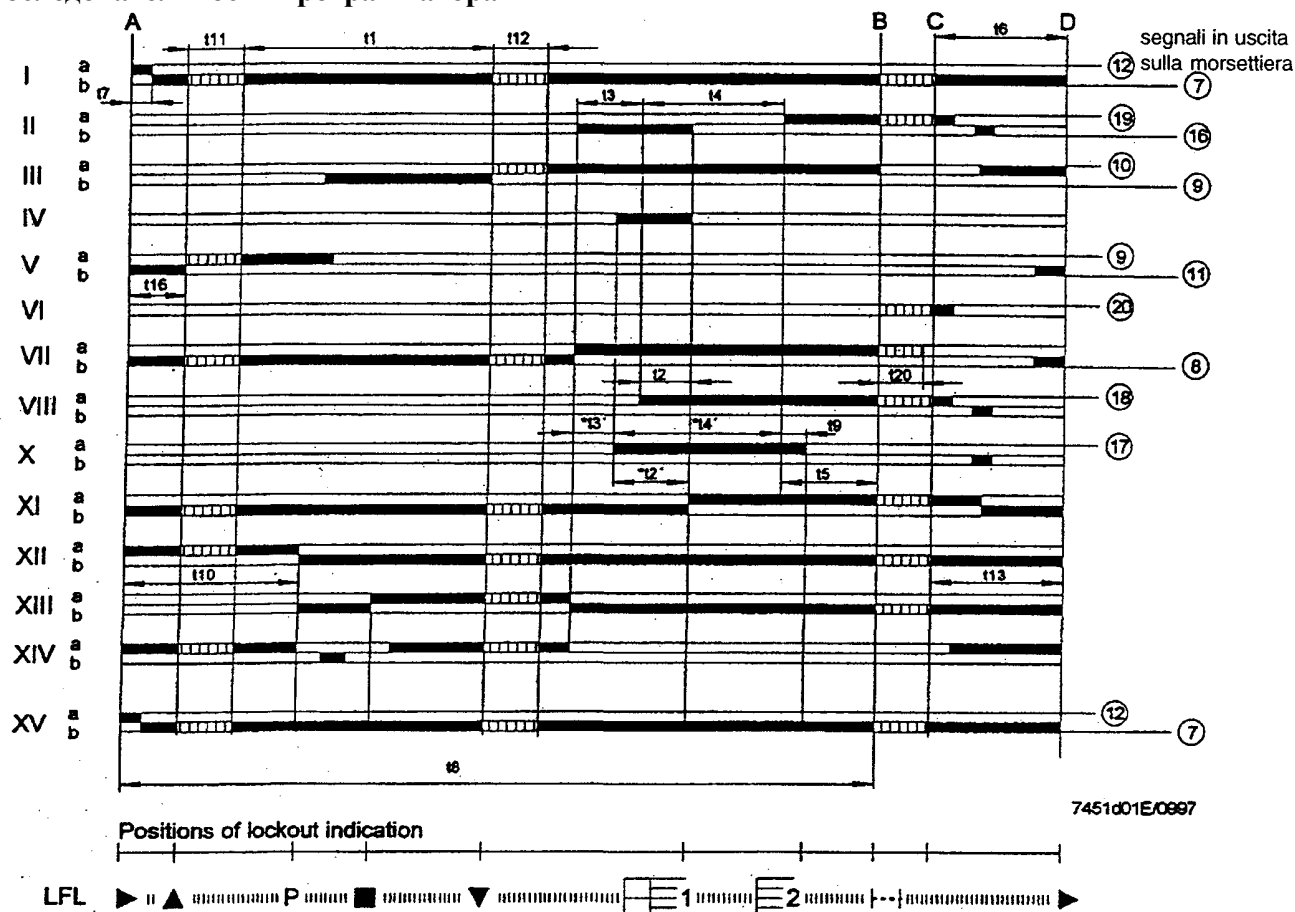 A B C D
t11 t1 t12 t6
segnali in uscita
sulla morsettiera
I a b 12 7
t7
t3 t4
II a b 19 16
III a b 10 9
IV
V a b 9 11
t16
VI 20
VII a b 8
t2 t20
VIII a b 18
"t3´ "t4´ t9
X a b 17
"t2´ t5
XI a b
XII a b
t10 t13
XIII a b
XIV a b
XV a b 12 7
t8
7451d01E/0997
Positions of lockout indication
LFL P 1 2